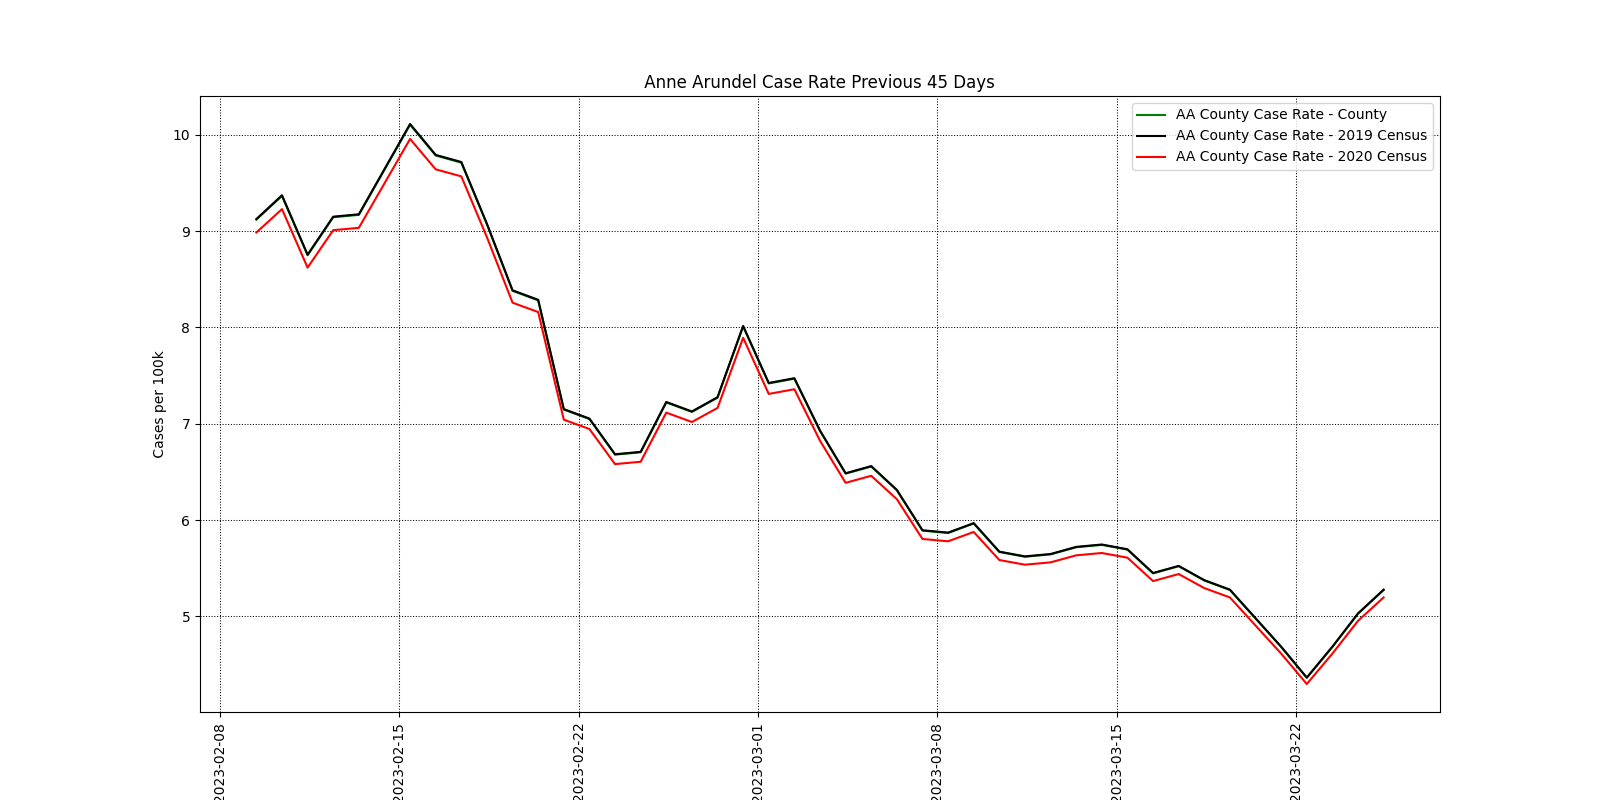 Anne Arundel Case Rate Previous 45 Days
AA County Case Rate - County
AA County Case Rate - 2019 Census
AA County Case Rate - 2020 Census
Cases per 100k
10
9
8
7
6
5
2023-02-08
2023-02-15
2023-02-22
2023-03-01
2023-03-08
2023-03-15
2023-03-22